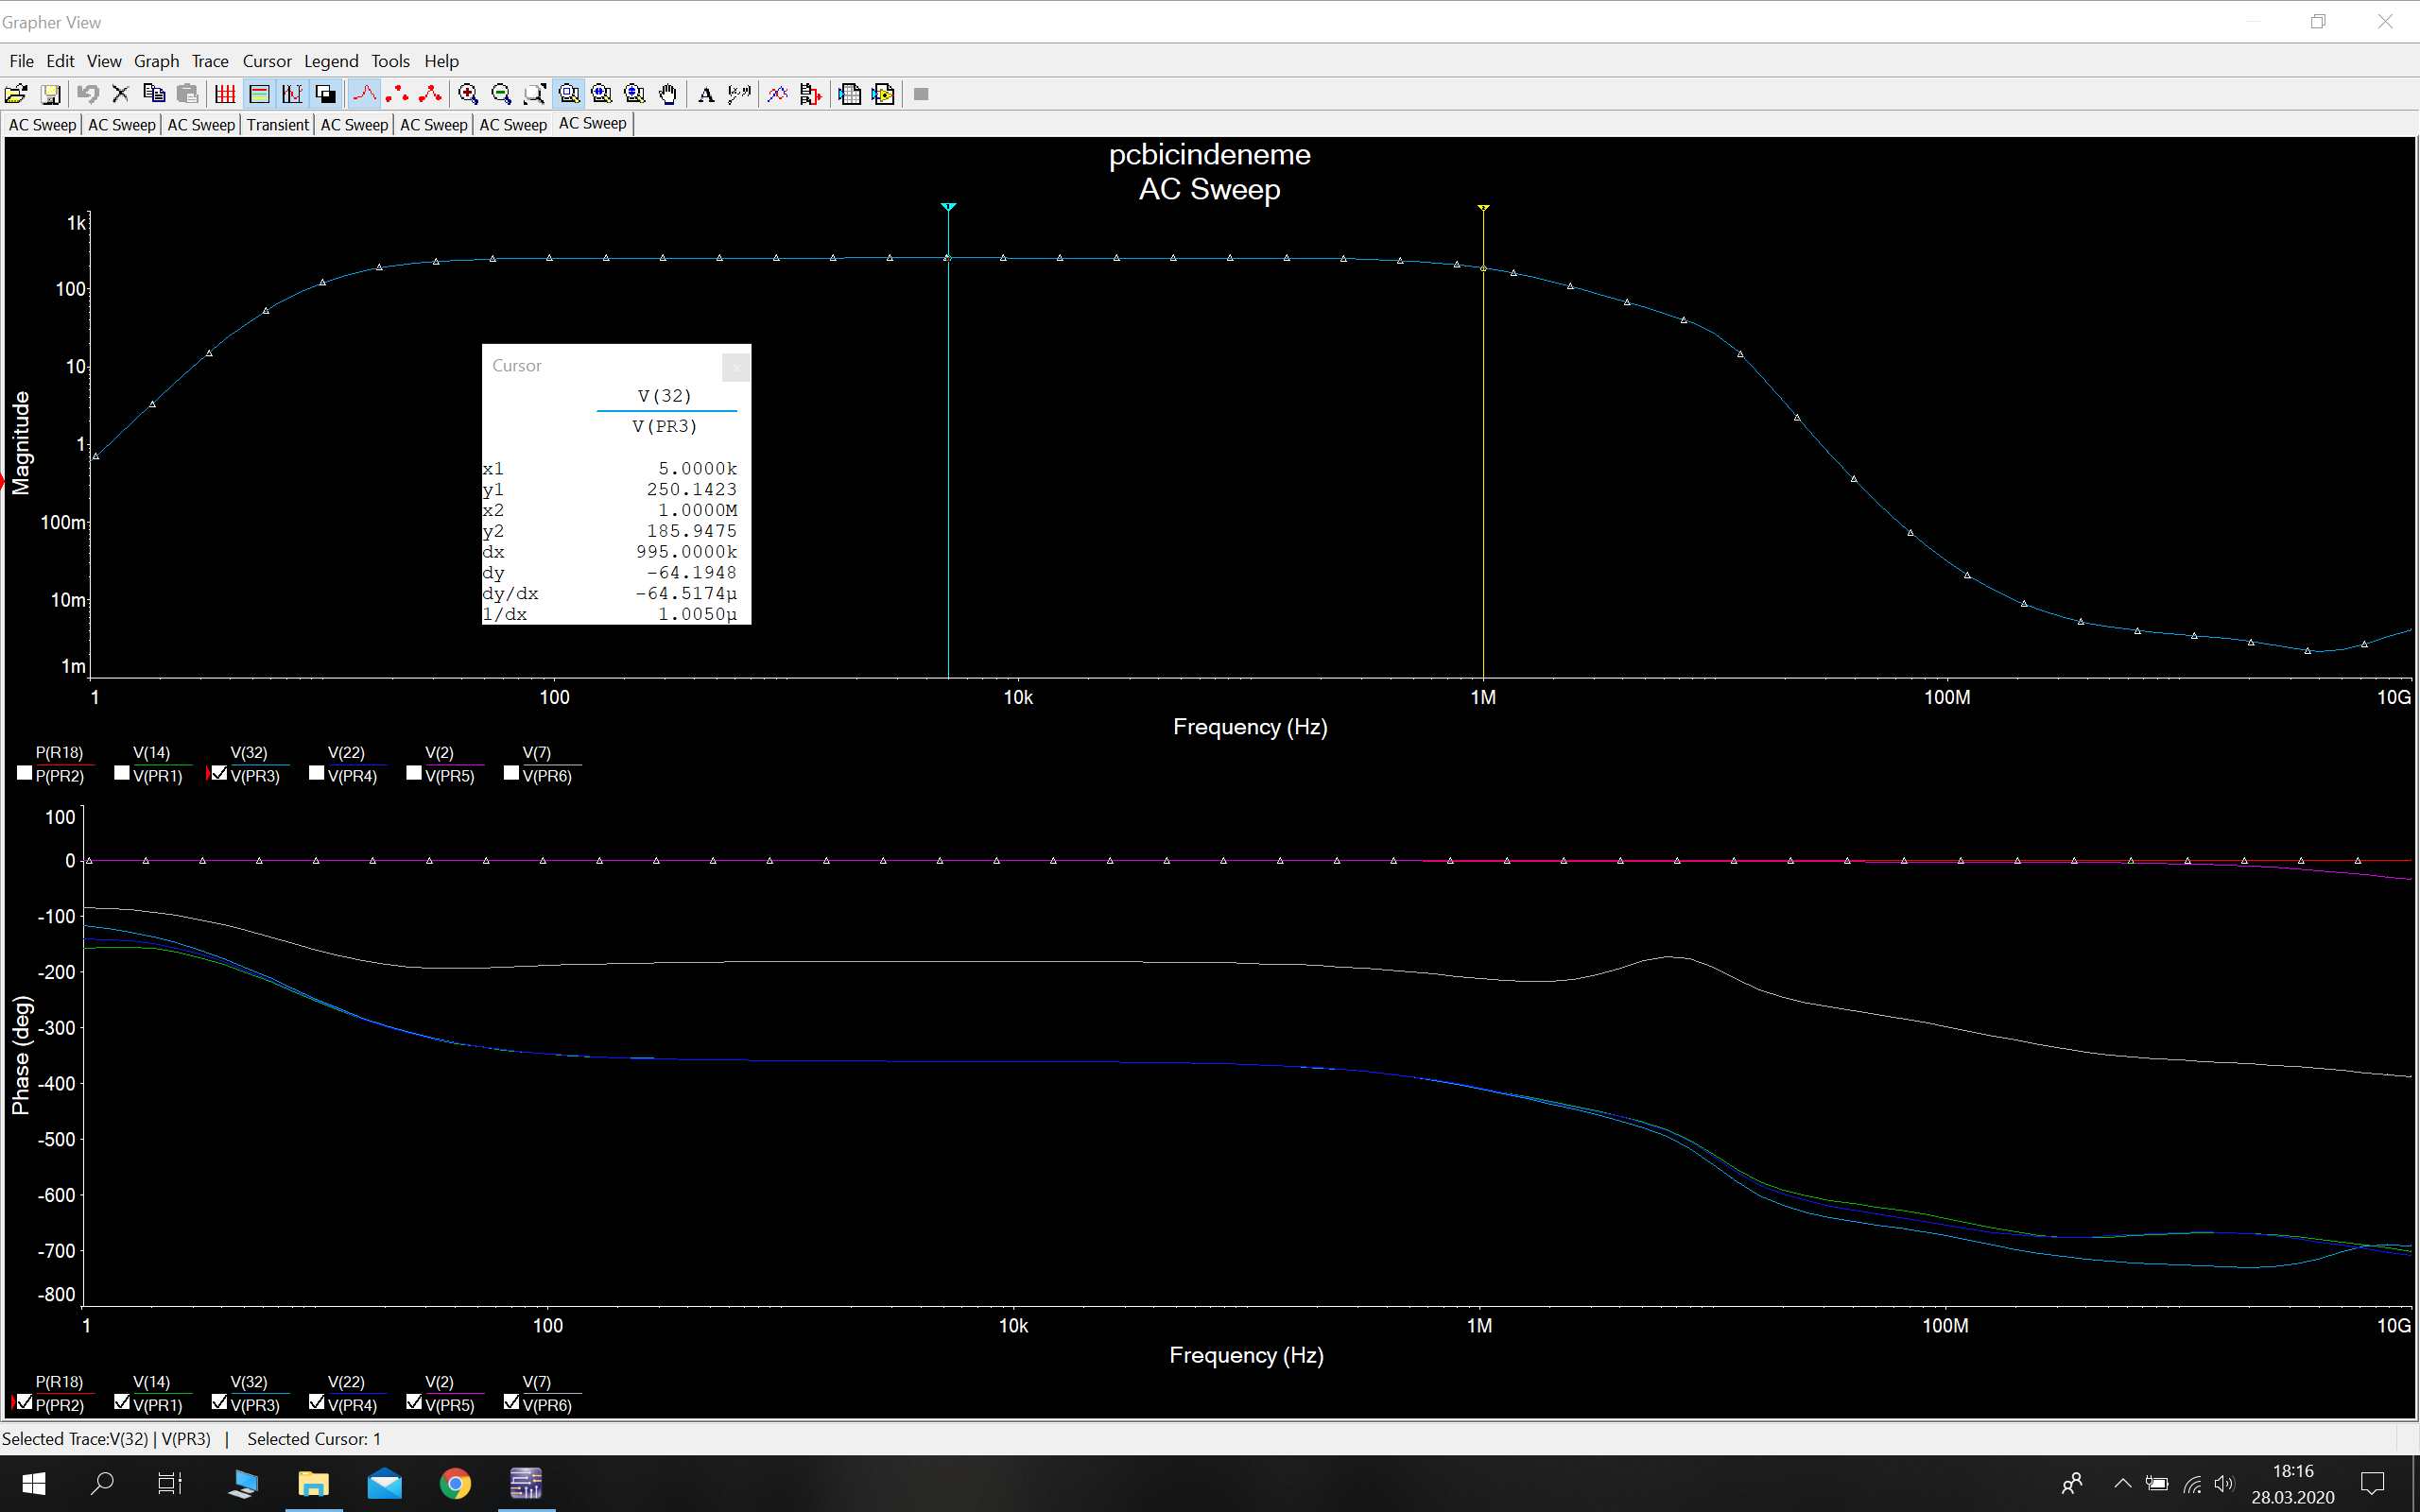 Grapher View
File Edit View Graph Trace Cursor Legend Tools Help
AC Sweep AC Sweep AC Sweep Transient AC Sweep AC Sweep AC Sweep AC Sweep
pcbicindeneme
AC Sweep
1k
100
10
1
100m
10m
1m
Magnitude
Cursor
V(32)
V(PR3)
x1 5.0000k
y1 250.1423
x2 1.0000M
y2 185.9475
dx 995.0000k
dy -64.1948
dy/dx -64.5174µ
1/dx 1.0050µ
1 100 10k 1M 100M 10G
Frequency (Hz)
P(R18) V(14) V(32) V(22) V(2) V(7)
P(PR2) V(PR1) V(PR3) V(PR4) V(PR5) V(PR6)
100
0
-100
-200
-300
-400
-500
-600
-700
-800
Phase (deg)
1 100 10k 1M 100M 10G
Frequency (Hz)
P(R18) V(14) V(32) V(22) V(2) V(7)
P(PR2) V(PR1) V(PR3) V(PR4) V(PR5) V(PR6)
Selected Trace:V(32) | V(PR3) | Selected Cursor: 1
18:16
28.03.2020